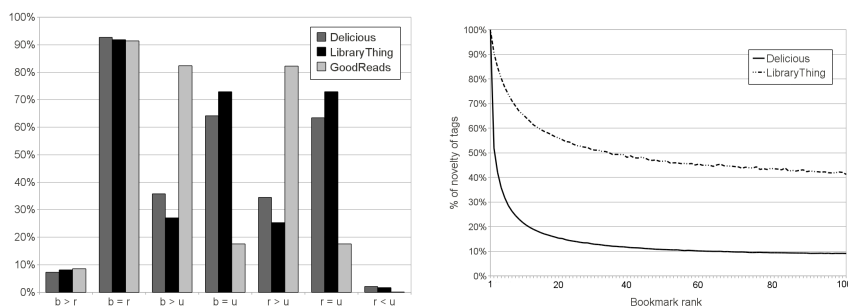 100%
90%
80%
70%
60%
50%
40%
30%
20%
10%
0%
Delicious
LibraryThing
GoodReads
b > r
b = r
b > u
b = u
r > u
r = u
r < u
100%
90%
80%
70%
60%
50%
40%
30%
20%
10%
0%
% of novelty of tags
Delicious
LibraryThing
1
20
40
60
80
100
Bookmark rank